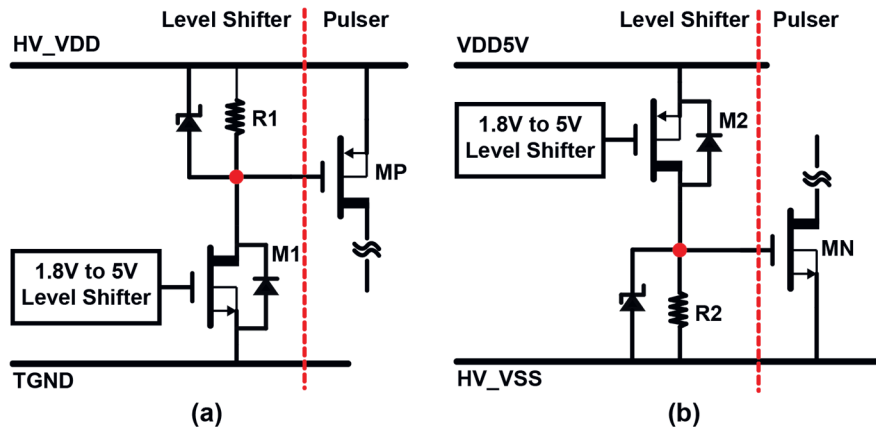 Level Shifter
Pulser
HV_VDD
R1
MP
M1
1.8V to 5V
Level Shifter
TGND
(a)
Level Shifter
Pulser
VDD5V
M2
1.8V to 5V
Level Shifter
MN
R2
HV_VSS
(b)